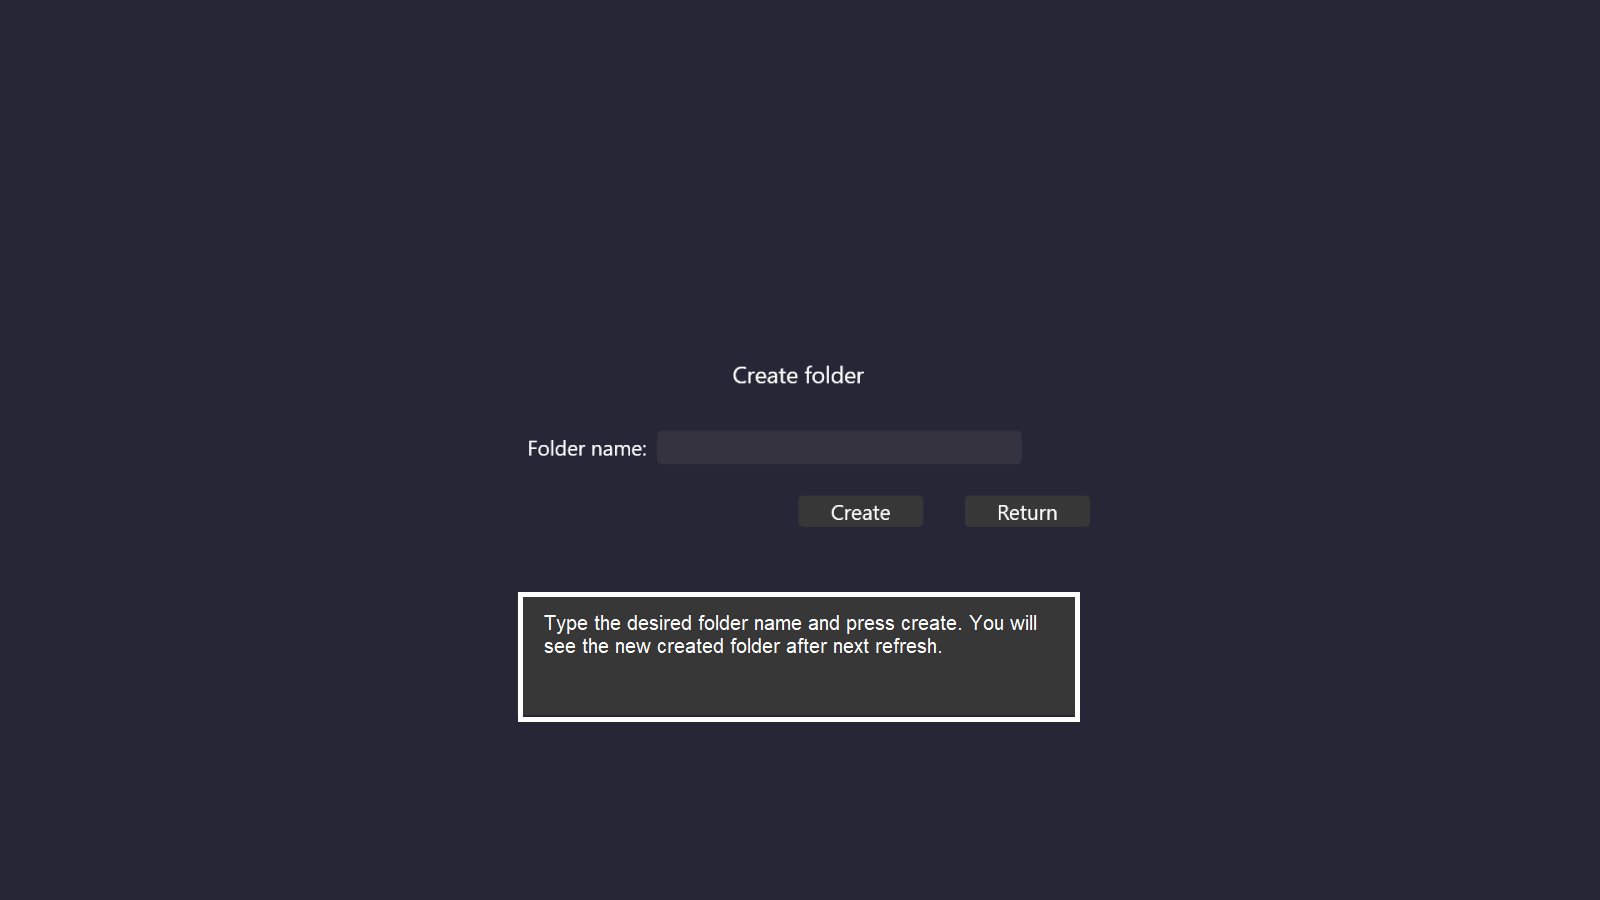 Create folder
Folder name:
Create Return
Type the desired folder name and press create. You will
see the new created folder after next refresh.